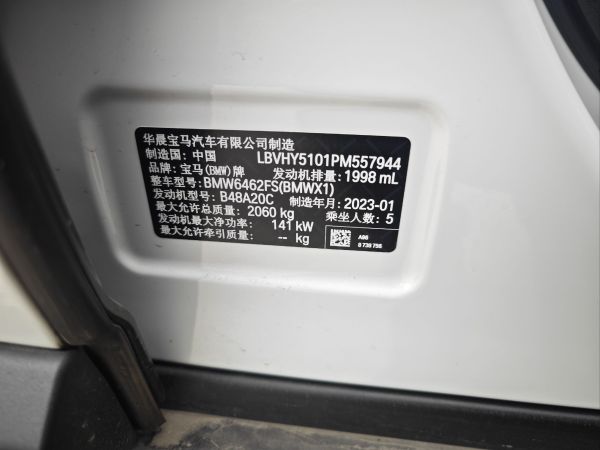 华晨宝马汽车有限公司制造
制造国: 中国 LBVHY5101PM557944
品牌: 宝马(BMW)牌 发动机排量: 1998 mL
整车型号: BMW6462FS(BMWX1)
发动机型号: B48A20C 制造年月: 2023-01
最大允许总质量: 2060 kg 乘坐人数: 5
发动机最大净功率: 141 kW
最大允许牵引质量: -- kg
A98
8 738 756